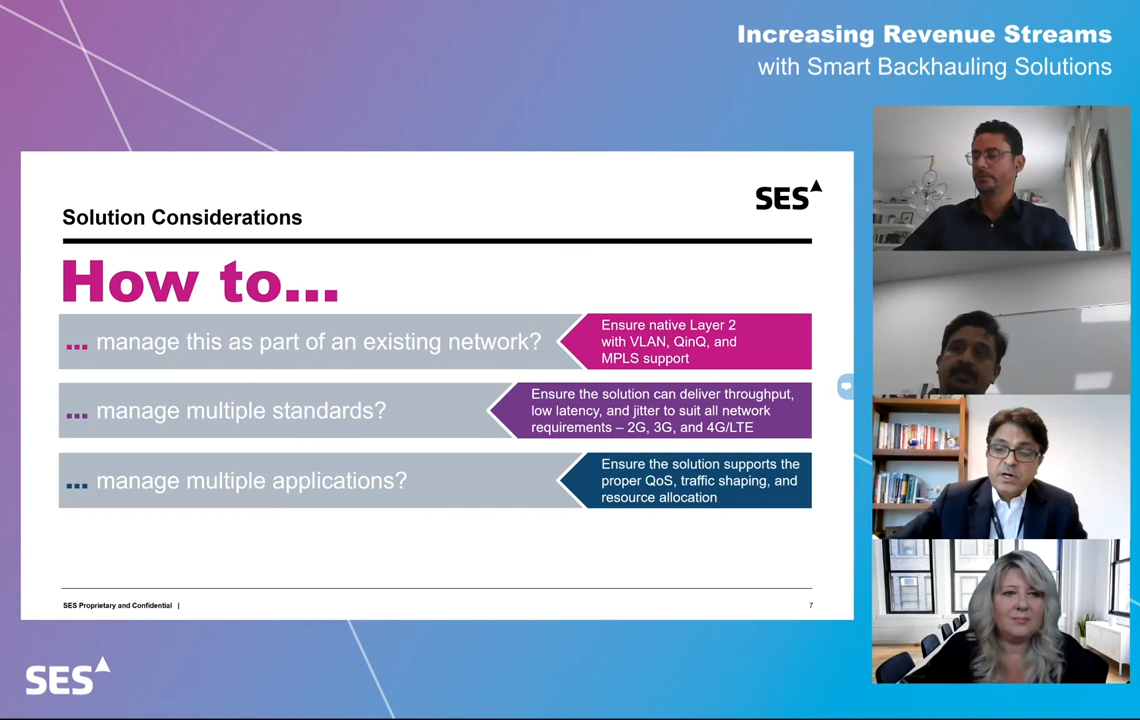 Increasing Revenue Streams
with Smart Backhauling Solutions
SES
Solution Considerations
How to...
... manage this as part of an existing network?
Ensure native Layer 2
with VLAN, QinQ, and
MPLS support
... manage multiple standards?
Ensure the solution can deliver throughput,
low latency, and jitter to suit all network
requirements – 2G, 3G, and 4G/LTE
... manage multiple applications?
Ensure the solution supports the
proper QoS, traffic shaping, and
resource allocation
SES Proprietary and Confidential |
7
SES